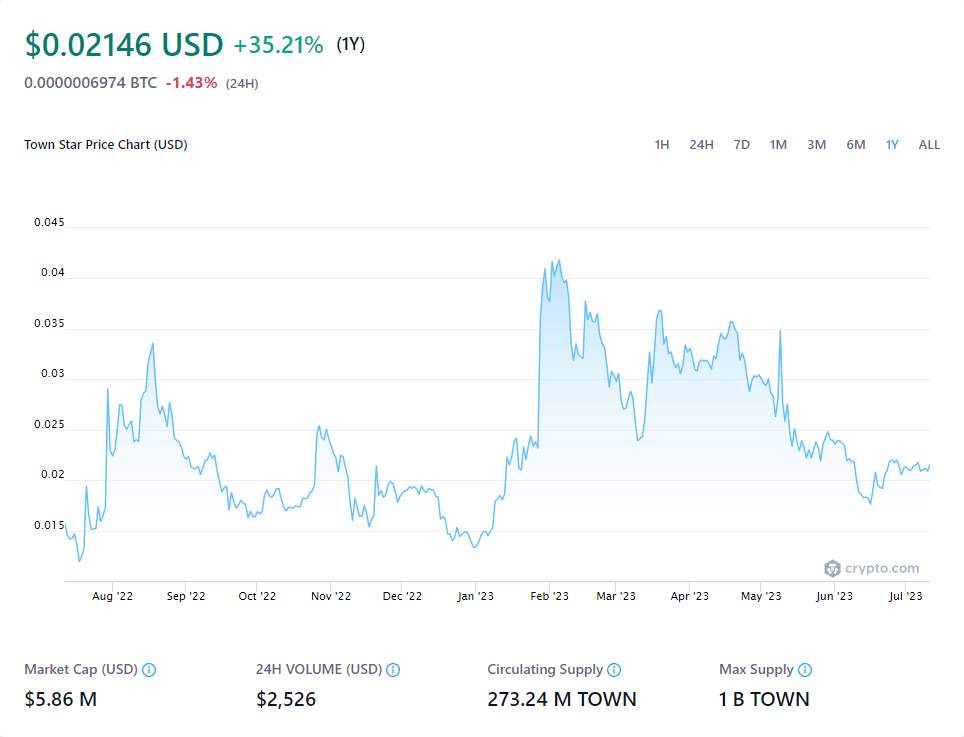 $0.02146 USD +35.21% (1Y)
0.0000006974 BTC -1.43% (24H)
Town Star Price Chart (USD) 1H 24H 7D 1M 3M 6M 1Y ALL
0.045
0.04
0.035
0.03
0.025
0.02
0.015
crypto.com
Aug '22 Sep '22 Oct '22 Nov '22 Dec '22 Jan '23 Feb '23 Mar '23 Apr '23 May '23 Jun '23 Jul '23
Market Cap (USD) 24H VOLUME (USD) Circulating Supply Max Supply
$5.86 M $2,526 273.24 M TOWN 1 B TOWN